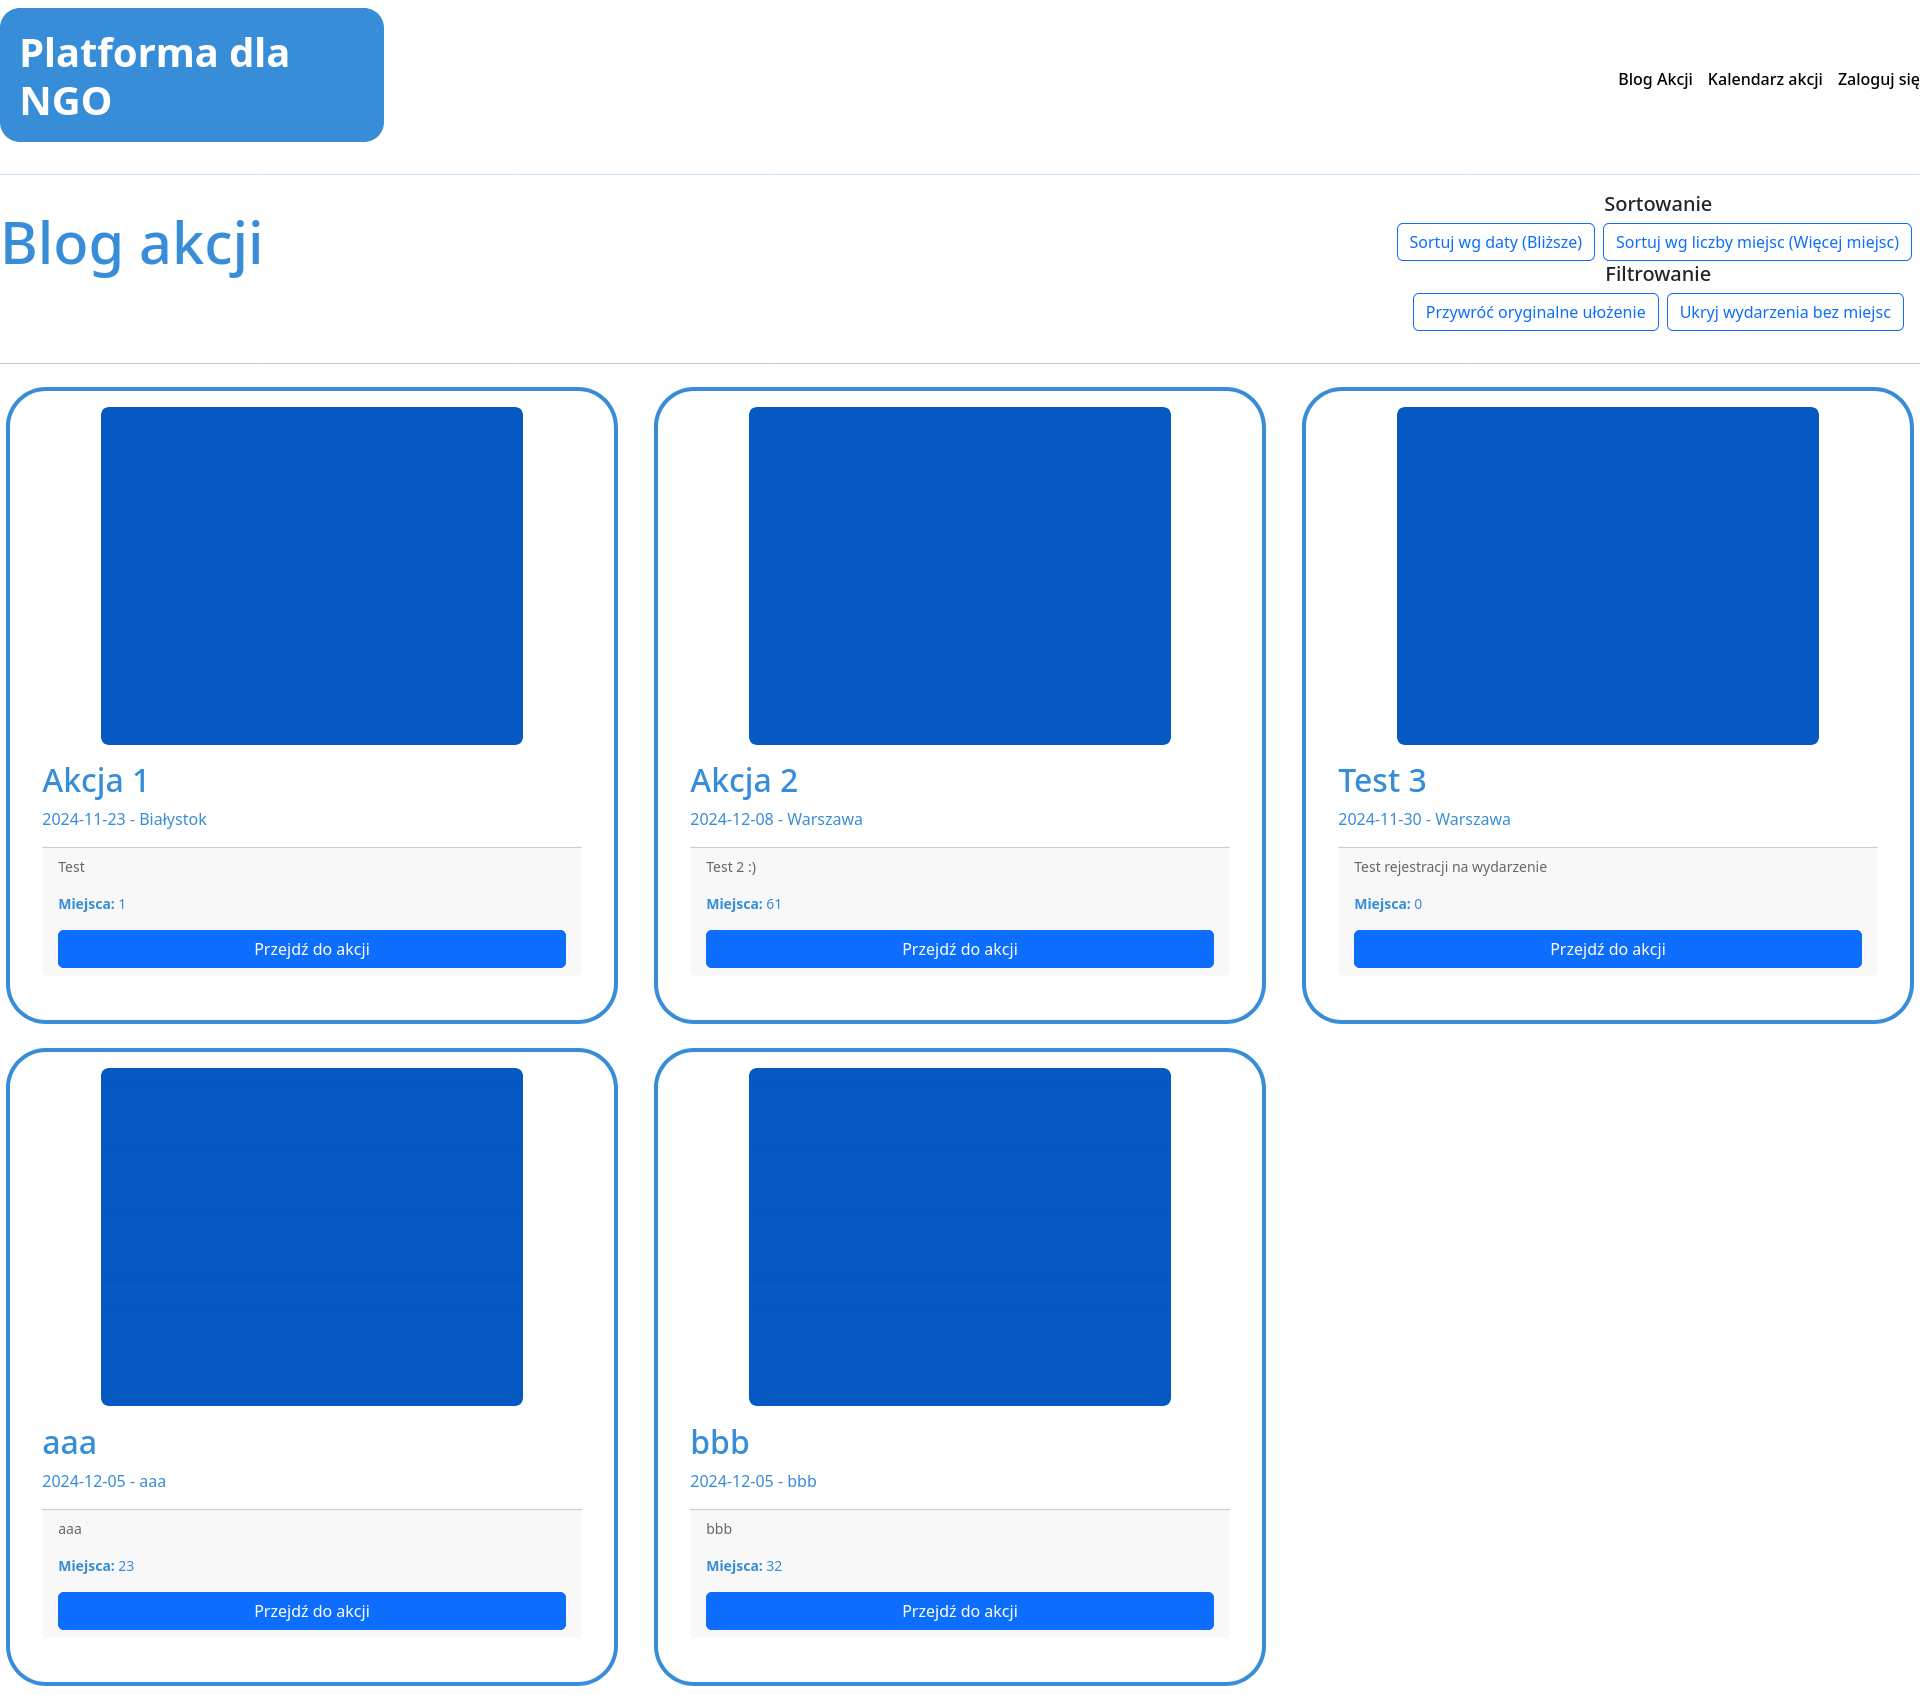 Platforma dla
NGO
Blog Akcji Kalendarz akcji Zaloguj się
Blog akcji
Sortowanie
Sortuj wg daty (Bliższe) Sortuj wg liczby miejsc (Więcej miejsc)
Filtrowanie
Przywróć oryginalne ułożenie Ukryj wydarzenia bez miejsc
Akcja 1
2024-11-23 - Białystok
Test
Miejsca: 1
Przejdź do akcji
Akcja 2
2024-12-08 - Warszawa
Test 2 :)
Miejsca: 61
Przejdź do akcji
Test 3
2024-11-30 - Warszawa
Test rejestracji na wydarzenie
Miejsca: 0
Przejdź do akcji
aaa
2024-12-05 - aaa
aaa
Miejsca: 23
Przejdź do akcji
bbb
2024-12-05 - bbb
bbb
Miejsca: 32
Przejdź do akcji